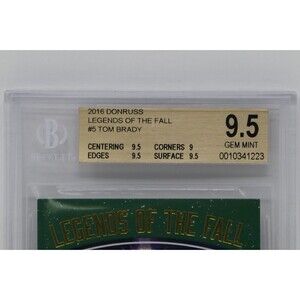 2016 DONRUSS
LEGENDS OF THE FALL
#5 TOM BRADY
CENTERING 9.5 CORNERS 9
EDGES 9.5 SURFACE 9.5
9.5
GEM MINT
0010341223
B
BECKETT
LEGENDS OF THE FALL